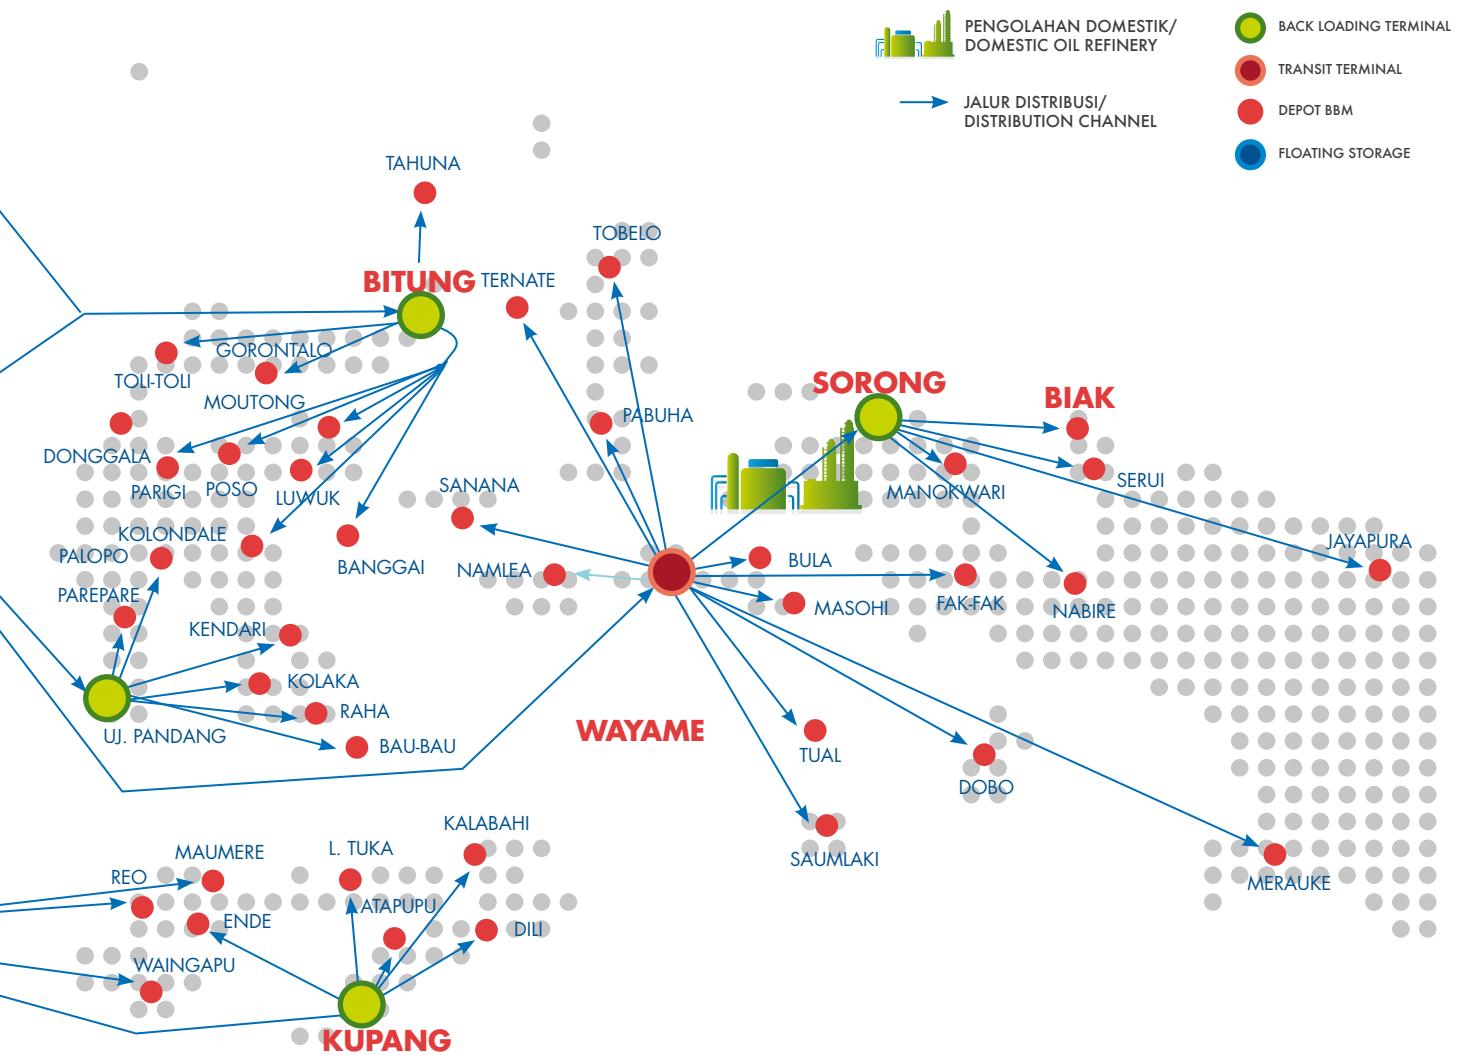 PENGOLAHAN DOMESTIK/
DOMESTIC OIL REFINERY
JALUR DISTRIBUSI/
DISTRIBUTION CHANNEL
BACK LOADING TERMINAL
TRANSIT TERMINAL
DEPOT BBM
FLOATING STORAGE
TAHUNA
TOBELO
BITUNG
TERNATE
GORONTALO
TOLI-TOLI
MOUTONG
PABUHA
SORONG
BIAK
DONGGALA
PARIGI
POSO
LUWUK
SANANA
MANOKWARI
SERUI
KOLONDALE
PALOPO
BANGGAI
NAMLEA
BULA
JAYAPURA
PAREPARE
MASOHI
FAK-FAK
NABIRE
KENDARI
KOLAKA
RAHA
UJ. PANDANG
BAU-BAU
WAYAME
TUAL
DOBO
KALABAHI
MAUMERE
L. TUKA
SAUMLAKI
REO
MERAUKE
ATAPUPU
ENDE
DILI
WAINGAPU
KUPANG